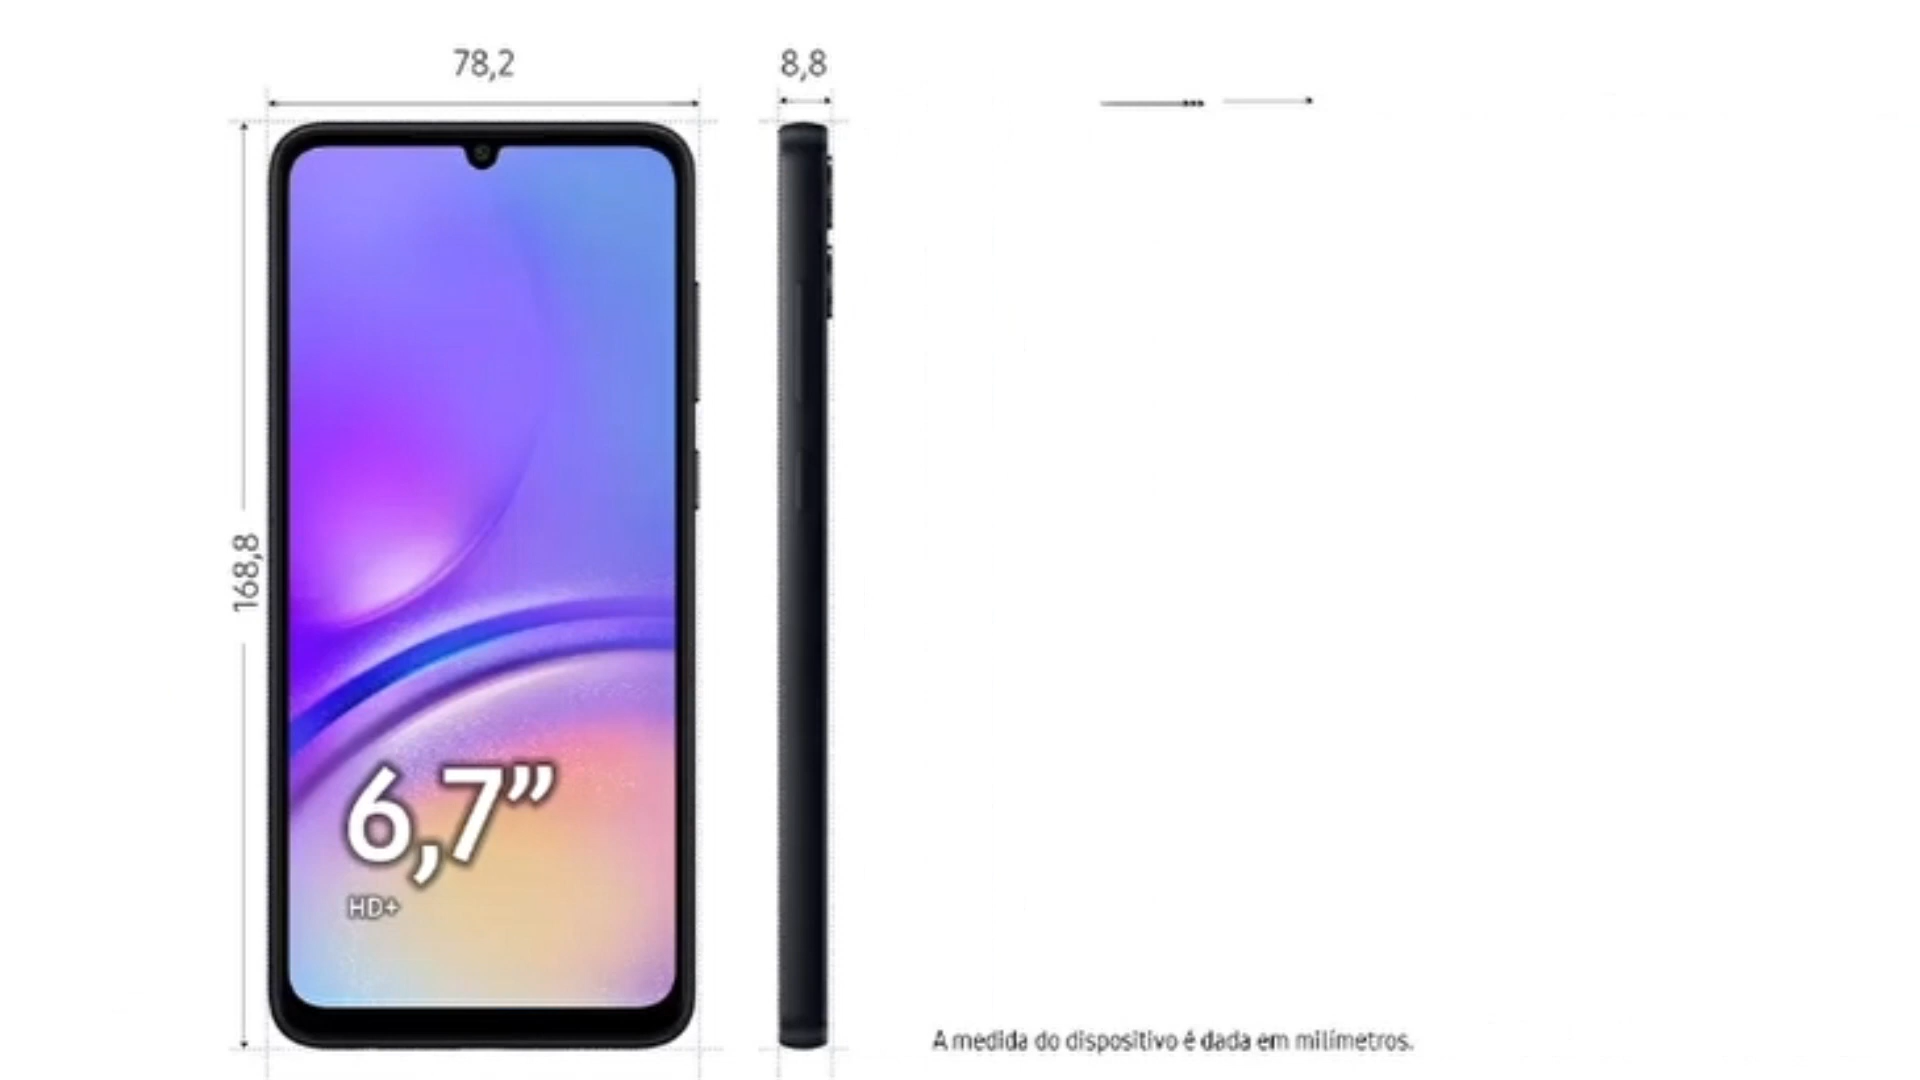 78,2
8,8
168,8
6,7”
HD+
A medida do dispositivo é dada em milímetros.